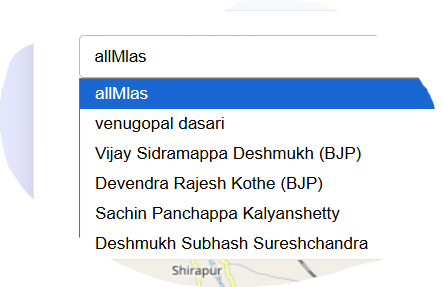 allMlas
allMlas
venugopal dasari
Vijay Sidramappa Deshmukh (BJP)
Devendra Rajesh Kothe (BJP)
Sachin Panchappa Kalyanshetty
Deshmukh Subhash Sureshchandra
Shirapur